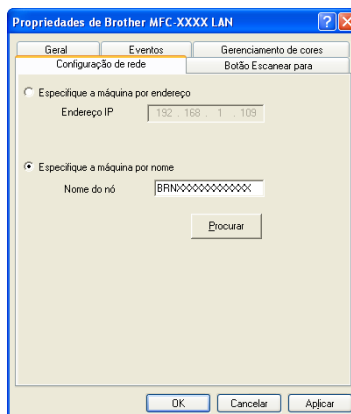 Propriedades de Brother MFC-XXXX LAN
Geral Eventos Gerenciamento de cores
Configuração de rede Botão Escanear para
Especifique a máquina por endereço
Endereço IP 192 . 168 . 1 . 109
Especifique a máquina por nome
Nome do nó BRNXXXXXXXXXXXX
Procurar
OK Cancelar Aplicar